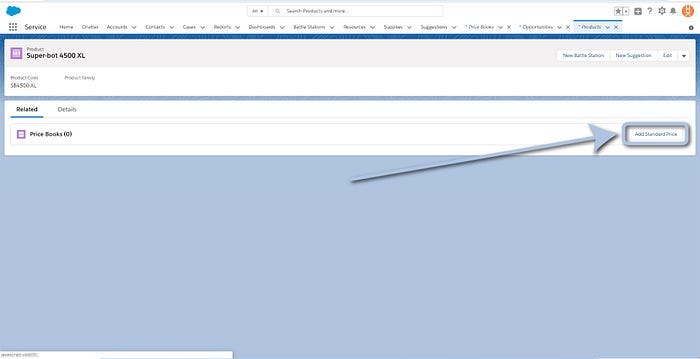 All Search Products and more...
Service Home Chatter Accounts Contacts Cases Reports Dashboards Battle Stations Resources Supplies Suggestions * Price Books * Opportunities * Products
Product
Super-bot 4500 XL
New Battle Station New Suggestion Edit
Product Code Product Family
SB4500.XL
Related Details
Price Books (0) Add Standard Price
javascript:void(0);